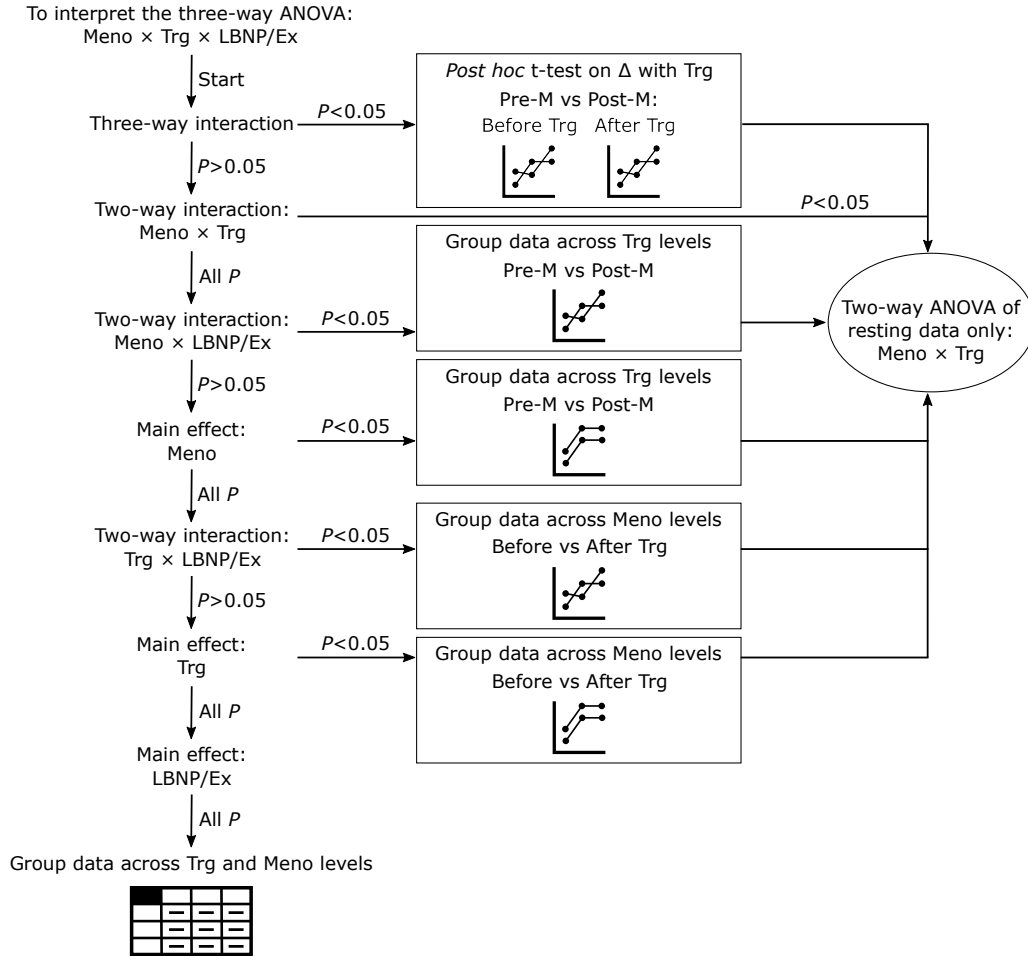 To interpret the three-way ANOVA:
Meno × Trg × LBNP/Ex
Start
Three-way interaction
P<0.05
Post hoc t-test on Δ with Trg
Pre-M vs Post-M:
Before Trg After Trg
P>0.05
Two-way interaction:
Meno × Trg
P<0.05
All P
Group data across Trg levels
Pre-M vs Post-M
Two-way interaction:
Meno × LBNP/Ex
P<0.05
Two-way ANOVA of
resting data only:
Meno × Trg
P>0.05
Group data across Trg levels
Pre-M vs Post-M
Main effect:
Meno
P<0.05
All P
Group data across Meno levels
Before vs After Trg
Two-way interaction:
Trg × LBNP/Ex
P<0.05
P>0.05
Main effect:
Trg
P<0.05
Group data across Meno levels
Before vs After Trg
All P
Main effect:
LBNP/Ex
All P
Group data across Trg and Meno levels